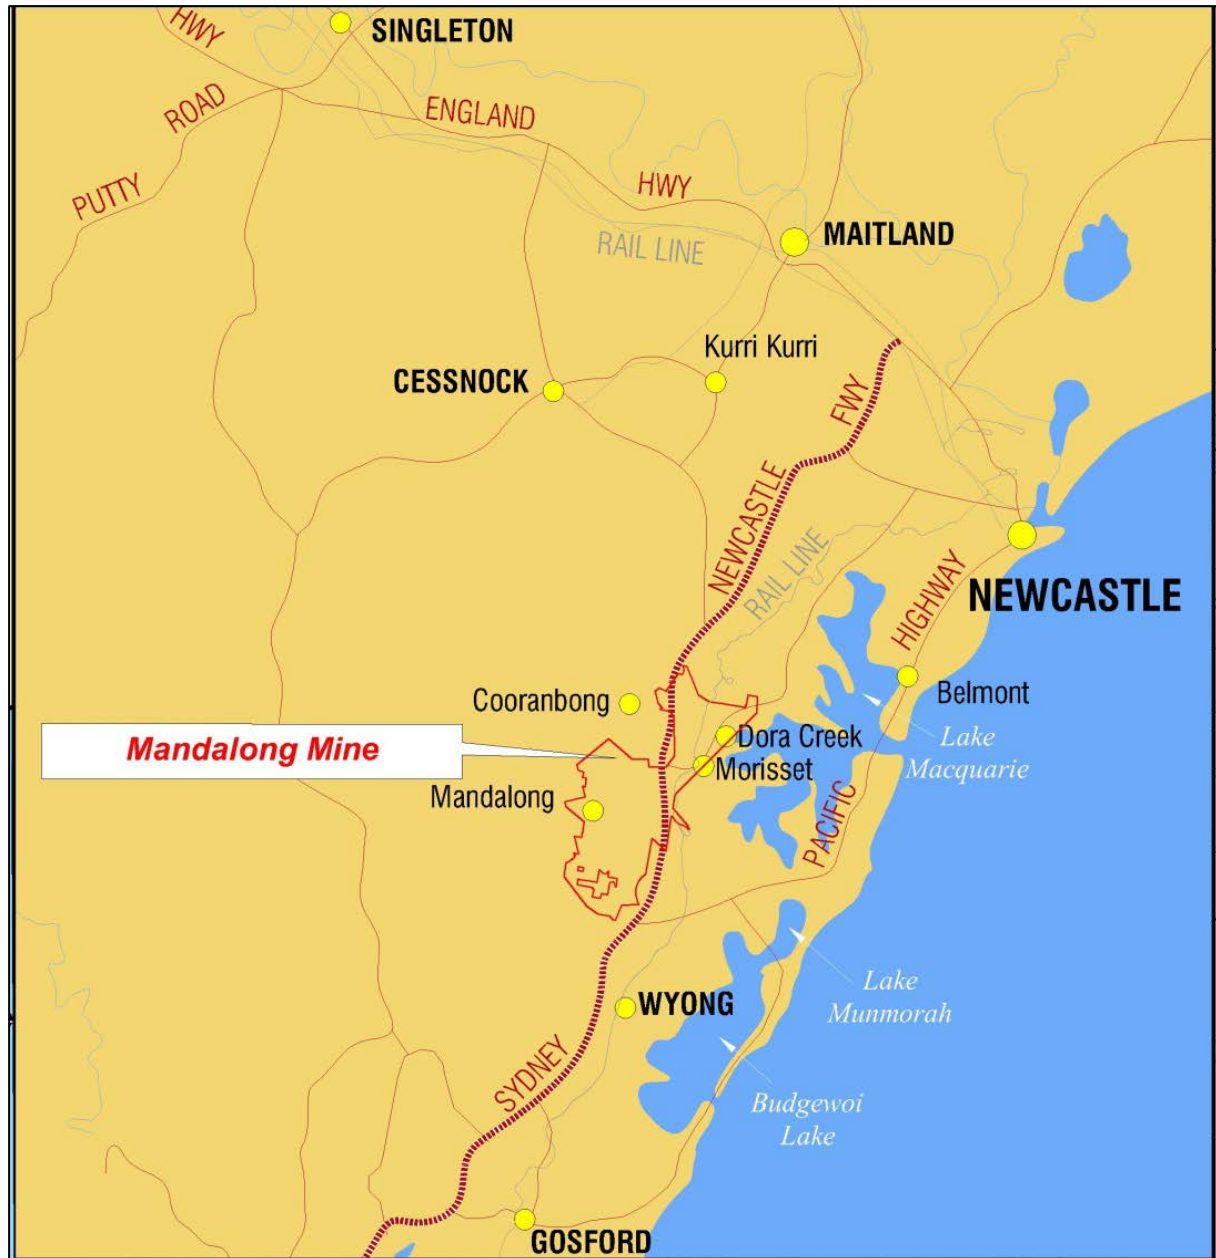 HWY
SINGLETON
ROAD
ENGLAND
PUTTY
HWY
MAITLAND
RAIL LINE
Kurri Kurri
CESSNOCK
FWY
NEWCASTLE
RAIL LINE
HIGHWAY
NEWCASTLE
Cooranbong
Belmont
Mandalong Mine
Dora Creek
Lake
Macquarie
Morisset
Mandalong
PACIFIC
Lake
Munmorah
WYONG
SYDNEY
Budgewoi
Lake
GOSFORD